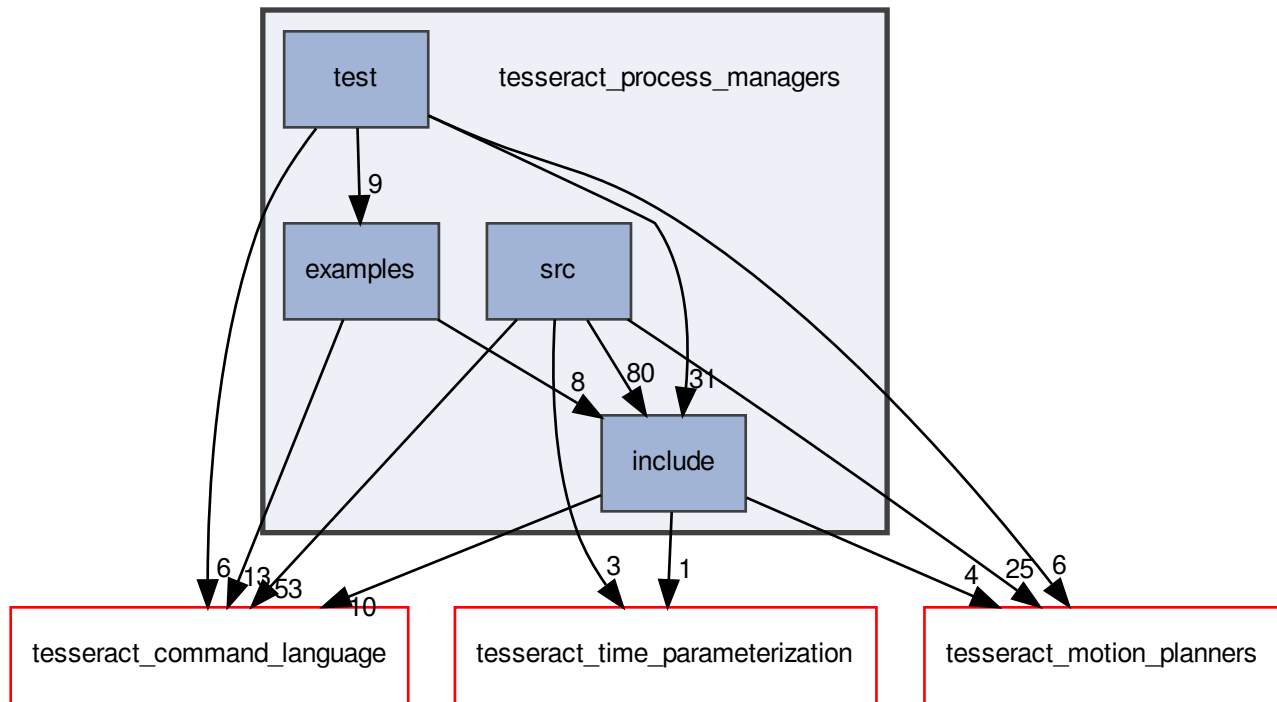 test
tesseract_process_managers
9
examples
src
8
80
31
include
6
13
53
10
3
1
4
25
6
tesseract_command_language
tesseract_time_parameterization
tesseract_motion_planners